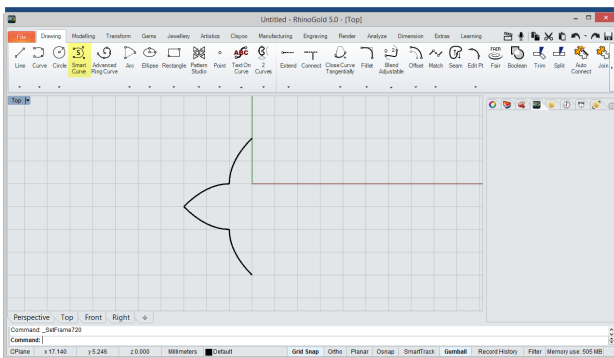 Untitled - RhinoGold 5.0 - [Top]
File Drawing Modelling Transform Gems Jewellery Artistics Clayoo Manufacturing Engraving Render Analyze Dimension Extras Learning
Line Curve Circle Smart Curve Advanced Ring Curve Arc Ellipse Rectangle Pattern Studio Point Text On Curve 2 Curves Extend Connect Close Curve Tangentially Fillet Blend Adjustable Offset Match Seam Edit Pt Fair Boolean Trim Split Auto Connect Join
Top
Perspective Top Front Right
Command: _SetFrame720
Command:
CPlane x 17.140 y 5.246 z 0.000 Millimeters Default Grid Snap Ortho Planar Osnap SmartTrack Gumball Record History Filter Memory use: 505 MB